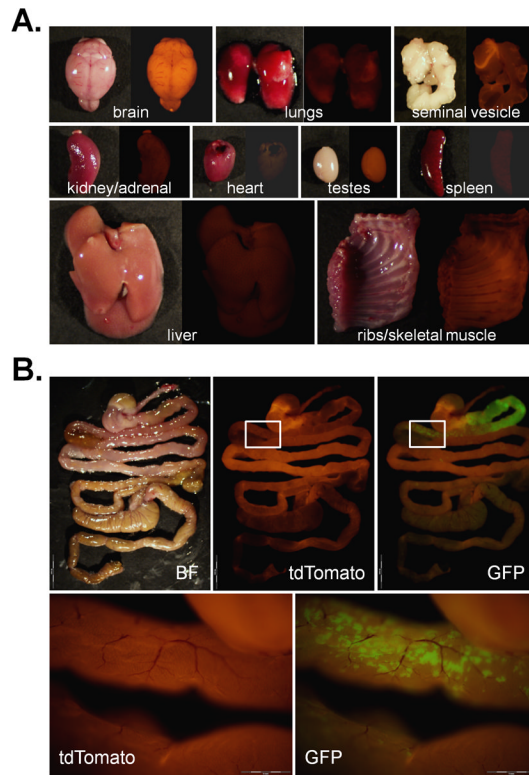 A.
brain
lungs
seminal vesicle
kidney/adrenal
heart
testes
spleen
liver
ribs/skeletal muscle
B.
BF
tdTomato
GFP
tdTomato
GFP